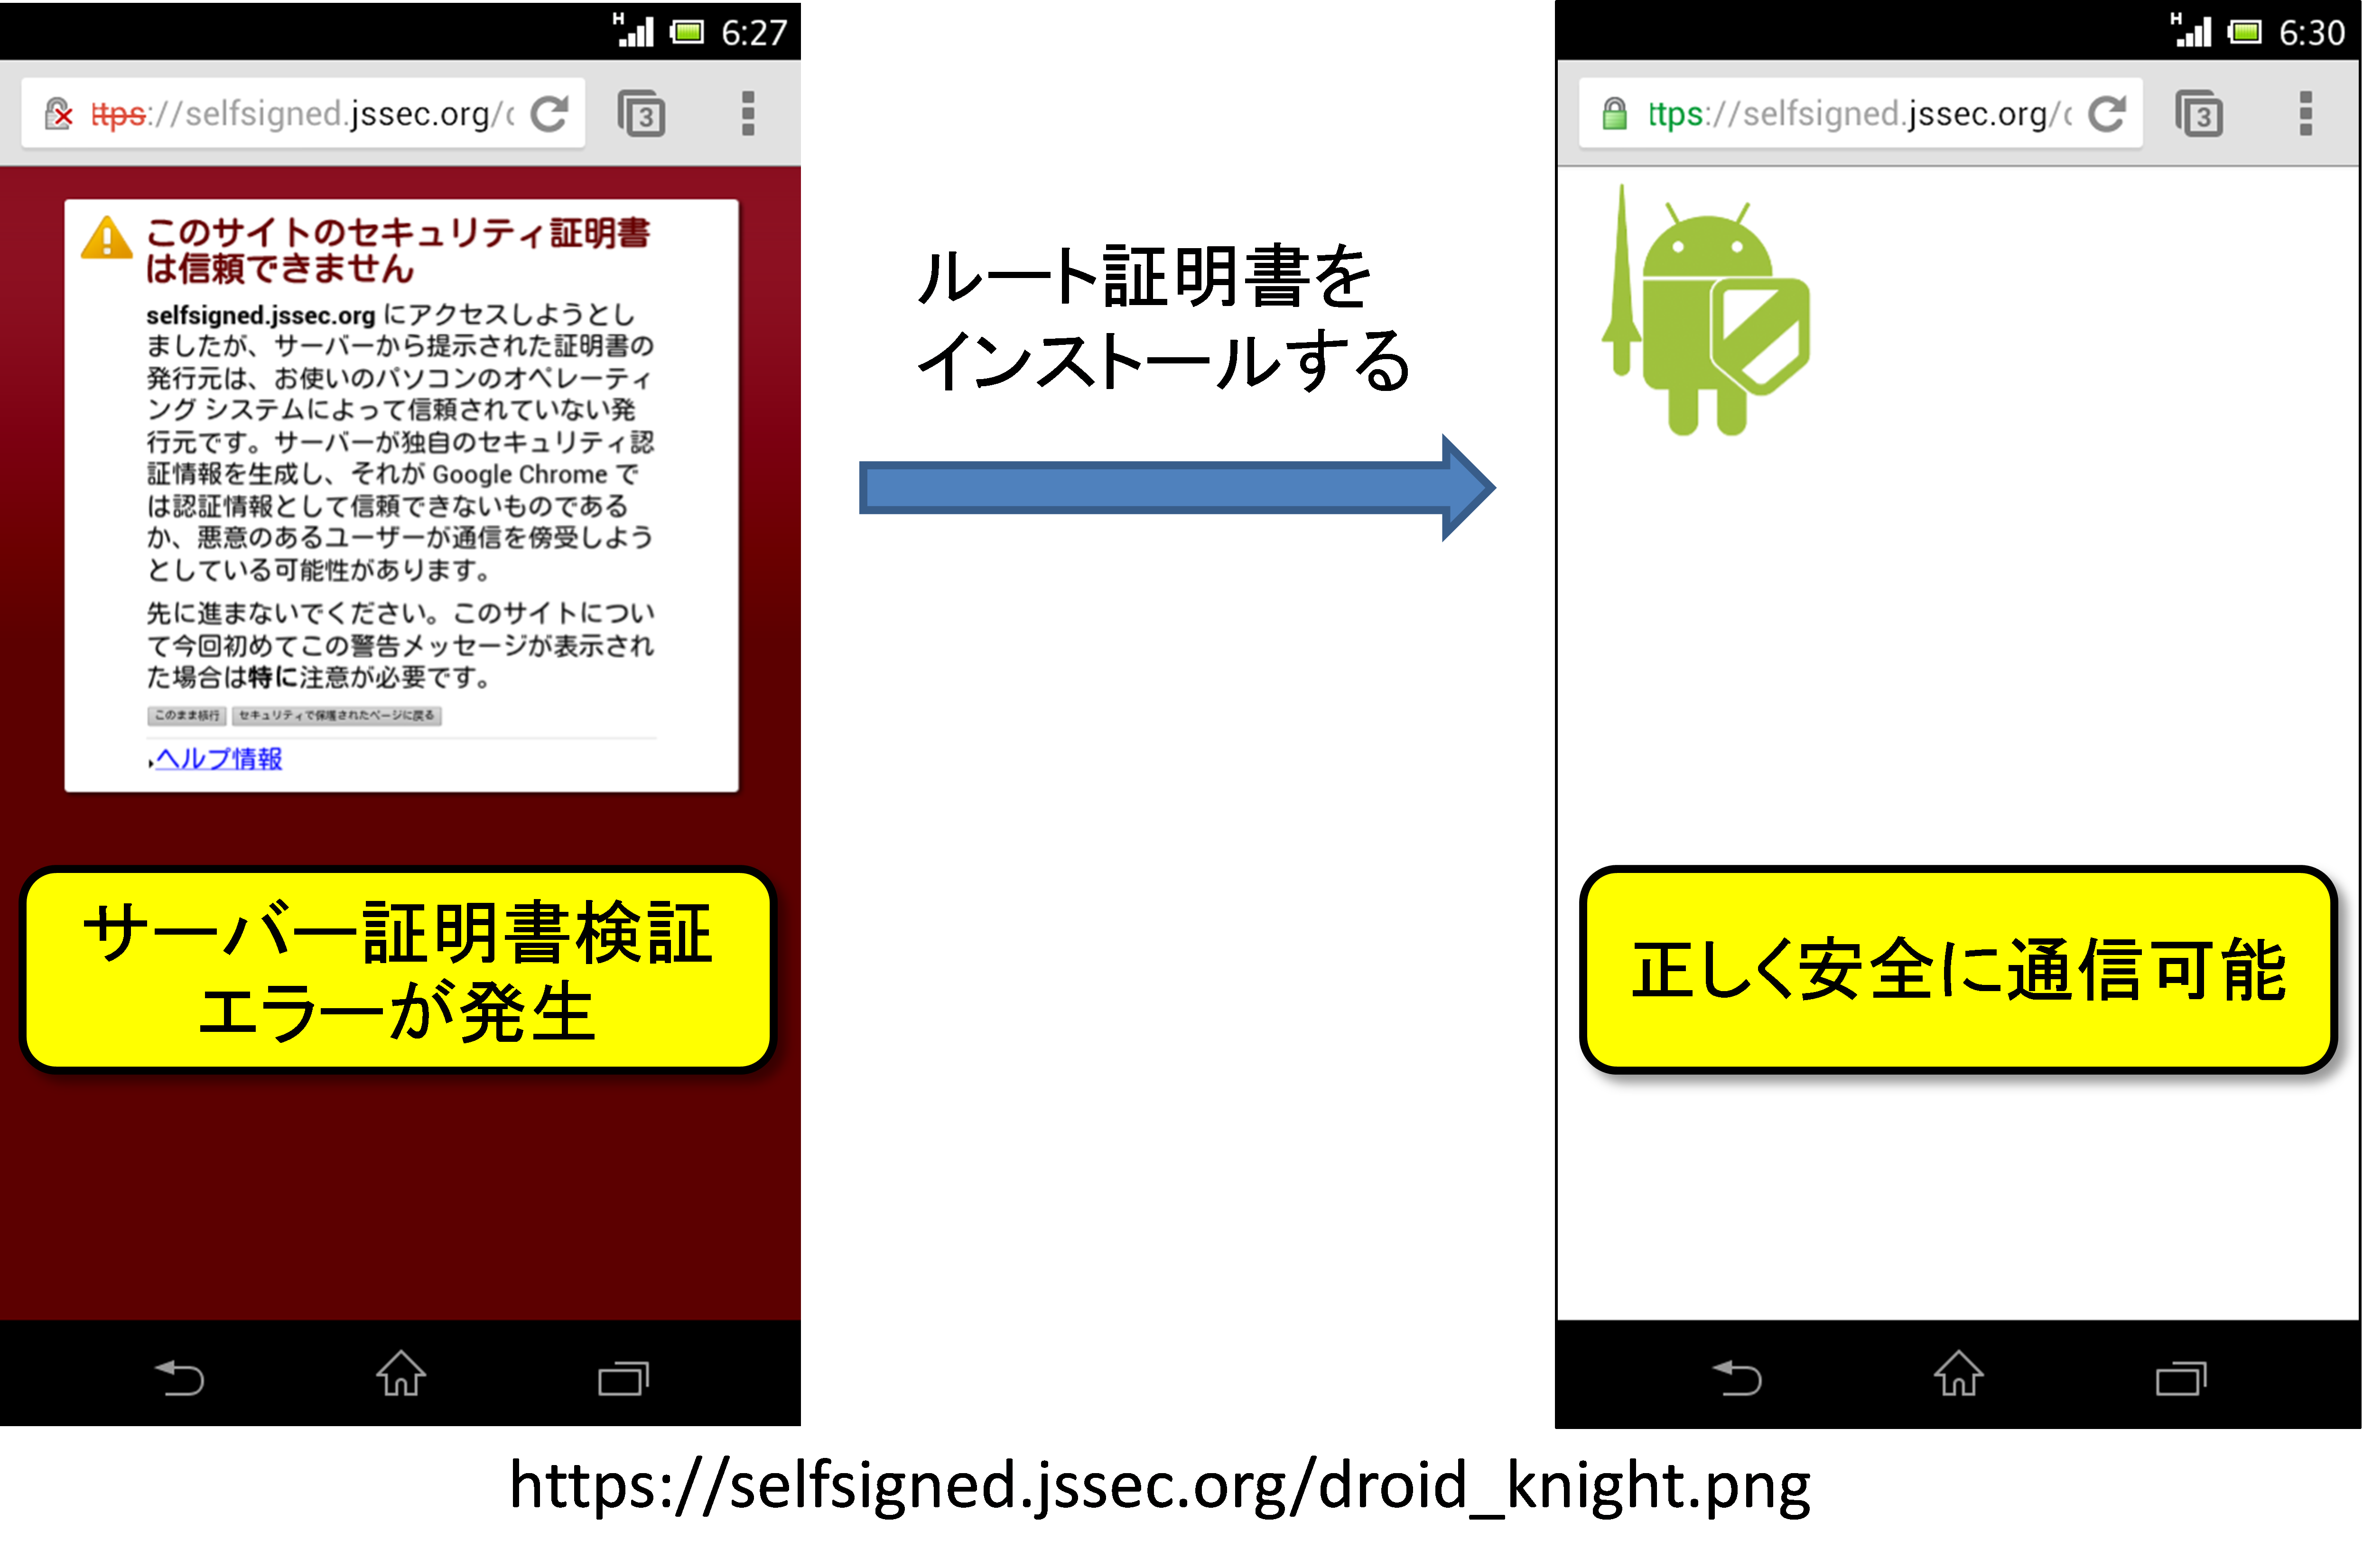 H 6:27
ttps://selfsigned.jssec.org/c
3
このサイトのセキュリティ証明書
は信頼できません
selfsigned.jssec.org にアクセスしようとし
ましたが、サーバーから提示された証明書の
発行元は、お使いのパソコンのオペレーティ
ング システムによって信頼されていない発
行元です。サーバーが独自のセキュリティ認
証情報を生成し、それが Google Chrome で
は認証情報として信頼できないものである
か、悪意のあるユーザーが通信を傍受しよう
としている可能性があります。
先に進まないでください。このサイトについ
て今回初めてこの警告メッセージが表示され
た場合は特に注意が必要です。
このまま続行 セキュリティで保護されたページに戻る
ヘルプ情報
サーバー証明書検証
エラーが発生
ルート証明書を
インストールする
H 6:30
ttps://selfsigned.jssec.org/c
3
正しく安全に通信可能
https://selfsigned.jssec.org/droid_knight.png